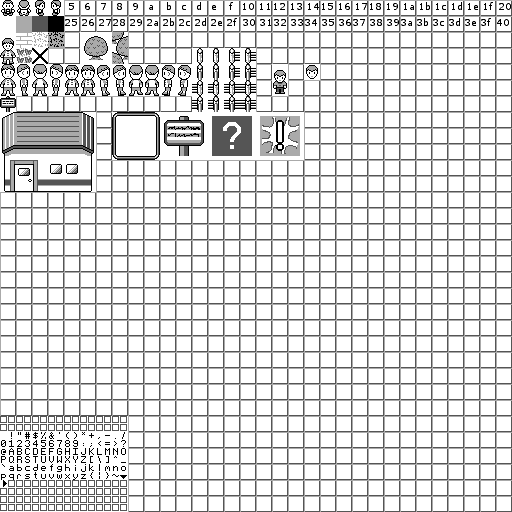 5 6 7 8 9 a b c d e f 10 11 12 13 14 15 16 17 18 19 1a 1b 1c 1d 1e 1f 20
25 26 27 28 29 2a 2b 2c 2d 2e 2f 30 31 32 33 34 35 36 37 38 39 3a 3b 3c 3d 3e 3f 40
? !
!"#$%&'()*+,-./
0123456789:;<=>?
@ABCDEFGHIJKLMNO
PQRSTUVWXYZ[\]^_
`abcdefghijklmno
pqrstuvwxyz{|}~